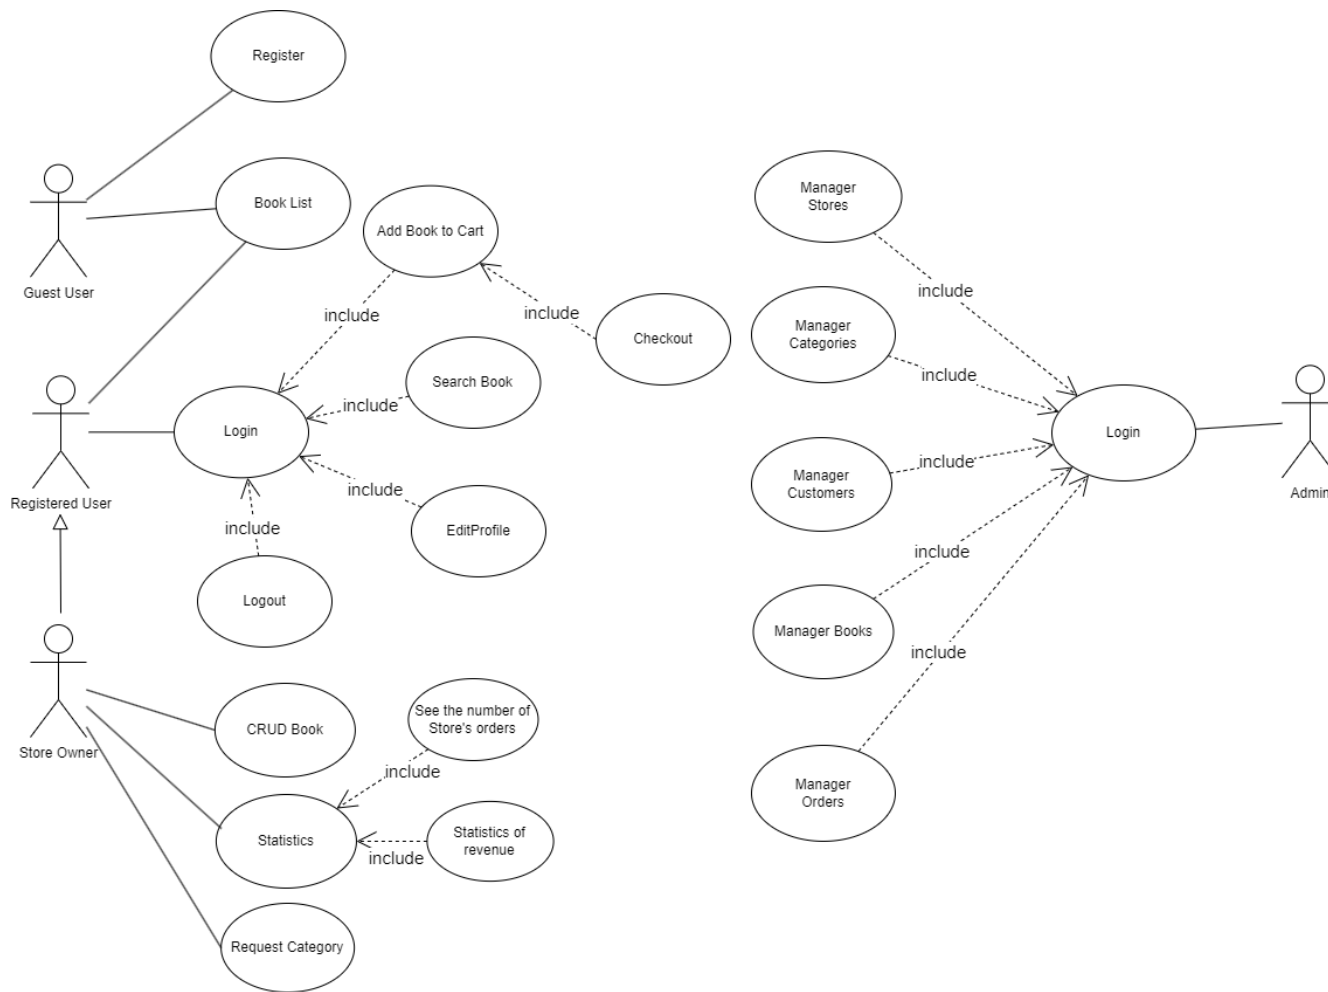 Register
Book List
Guest User
Add Book to Cart
include
include
Checkout
Search Book
include
Login
Registered User
include
EditProfile
include
Logout
Store Owner
CRUD Book
See the number of
Store's orders
include
Statistics
Statistics of
revenue
include
Request Category
Manager
Stores
include
Manager
Categories
include
Login
Admin
Manager
Customers
include
Manager Books
include
include
Manager
Orders